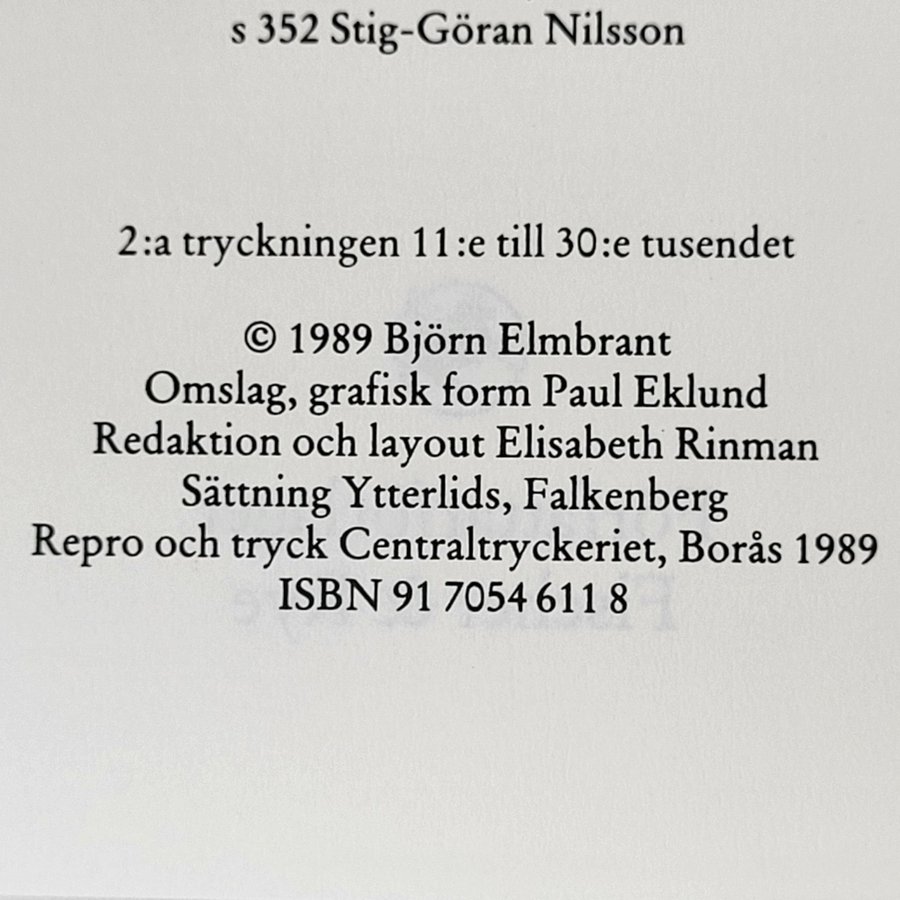 s 352 Stig-Göran Nilsson
2:a tryckningen 11:e till 30:e tusendet
© 1989 Björn Elmbrant
Omslag, grafisk form Paul Eklund
Redaktion och layout Elisabeth Rinman
Sättning Ytterlids, Falkenberg
Repro och tryck Centraltryckeriet, Borås 1989
ISBN 91 7054 611 8